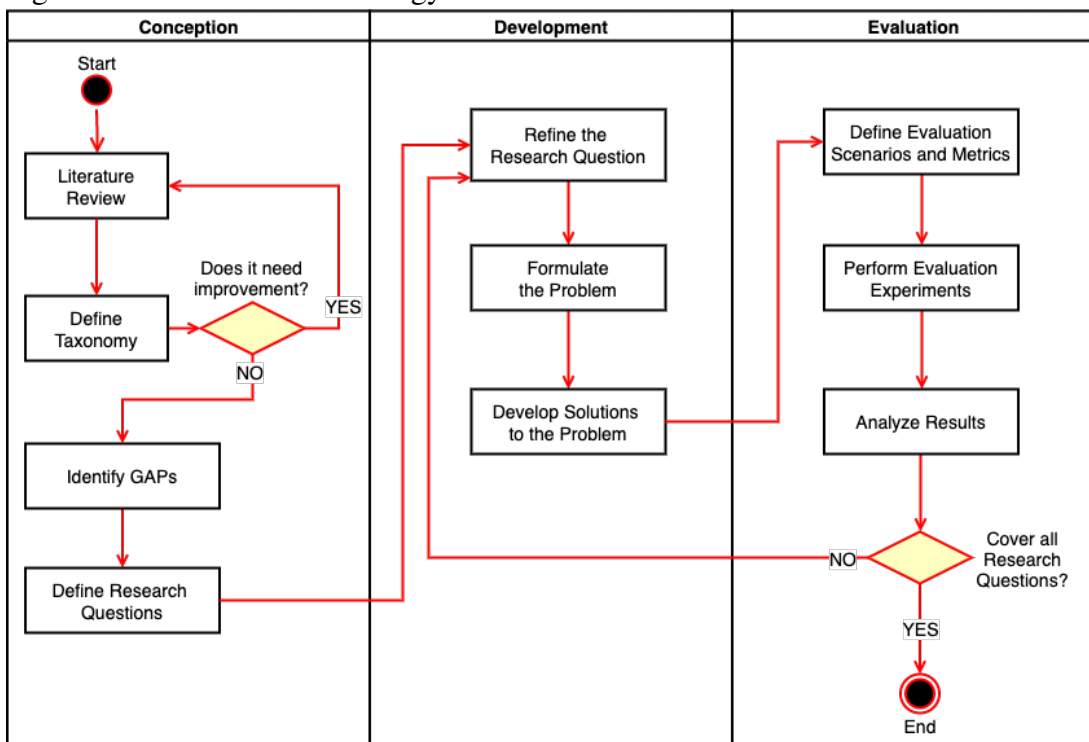 Conception
Development
Evaluation
Start
Literature
Review
Does it need
improvement?
YES
Define
Taxonomy
NO
Identify GAPs
Define Research
Questions
Refine the
Research Question
Formulate
the Problem
Develop Solutions
to the Problem
Define Evaluation
Scenarios and Metrics
Perform Evaluation
Experiments
Analyze Results
Cover all
Research
Questions?
NO
YES
End